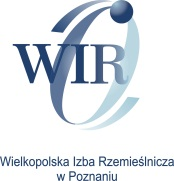 WIR
Wielkopolska Izba Rzemieślnicza
w Poznaniu